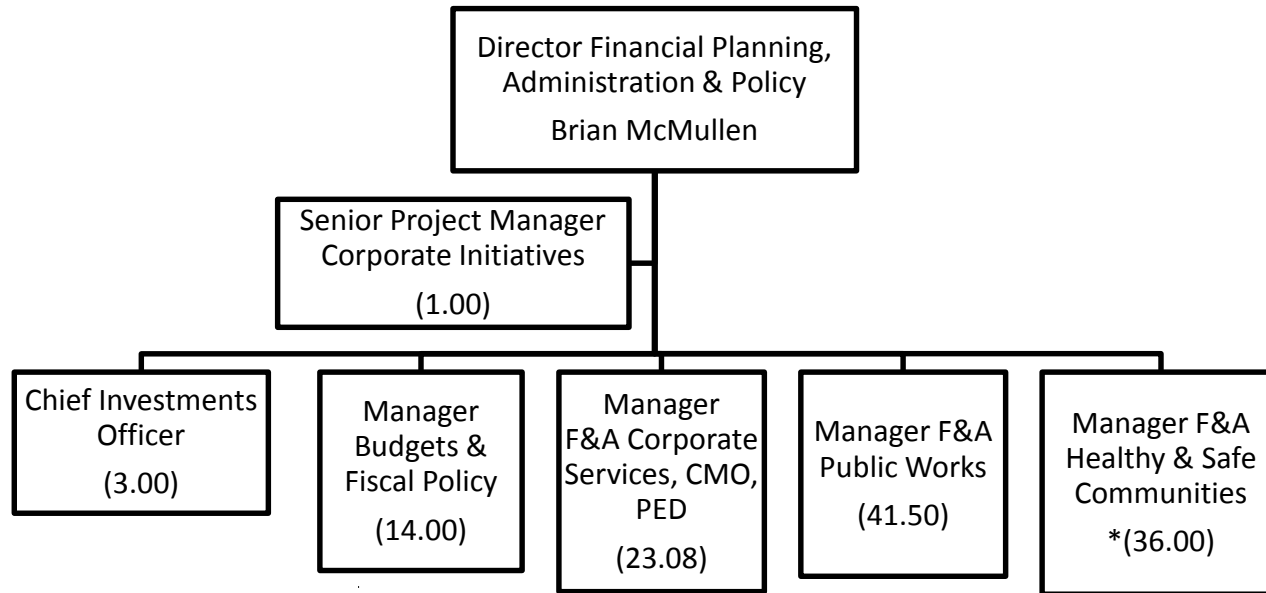 Director Financial Planning,
Administration & Policy
Brian McMullen
Senior Project Manager
Corporate Initiatives
(1.00)
Chief Investments
Officer
(3.00)
Manager
Budgets &
Fiscal Policy
(14.00)
Manager
F&A Corporate
Services, CMO,
PED
(23.08)
Manager F&A
Public Works
(41.50)
Manager F&A
Healthy & Safe
Communities
*(36.00)